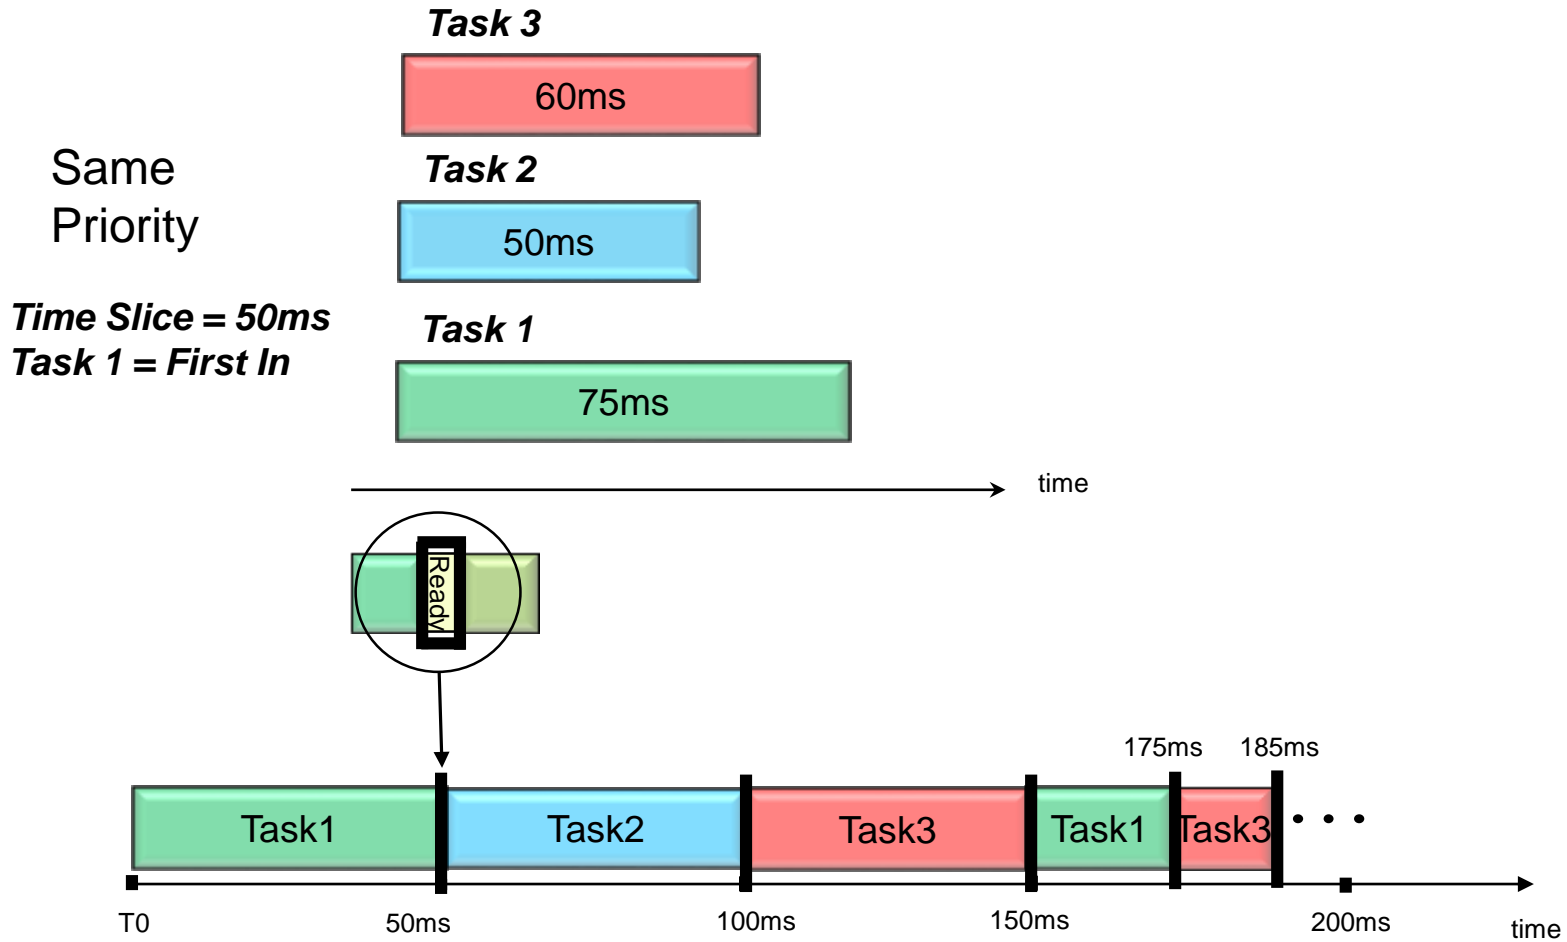 Task 3
60ms
Same
Priority
Task 2
50ms
Time Slice = 50ms
Task 1 = First In
Task 1
75ms
time
Ready
175ms 185ms
Task1 Task2 Task3 Task1 Task3
T0 50ms 100ms 150ms 200ms time